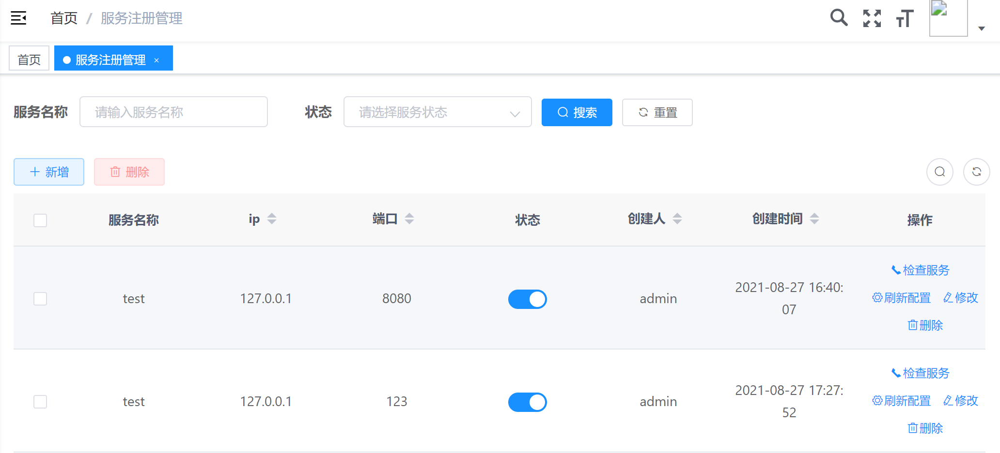 首页 / 服务注册管理
首页 服务注册管理 ×
服务名称 请输入服务名称 状态 请选择服务状态 搜索 重置
新增 删除
服务名称 ip 端口 状态 创建人 创建时间 操作
检查服务
test 127.0.0.1 8080 admin 2021-08-27 16:40:
07
刷新配置 修改
删除
检查服务
test 127.0.0.1 123 admin 2021-08-27 17:27:
52
刷新配置 修改
删除